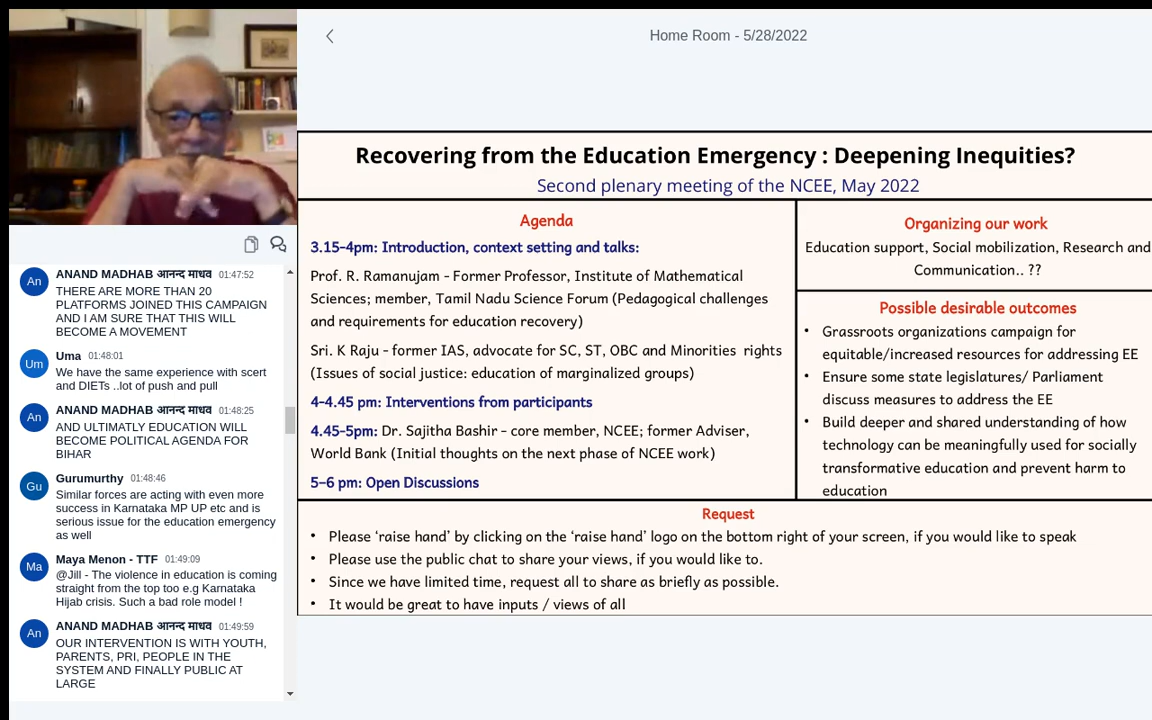 Home Room - 5/28/2022
Recovering from the Education Emergency : Deepening Inequities?
Second plenary meeting of the NCEE, May 2022
Agenda
3.15-4pm: Introduction, context setting and talks:
Prof. R. Ramanujam - Former Professor, Institute of Mathematical
Sciences; member, Tamil Nadu Science Forum (Pedagogical challenges
and requirements for education recovery)
Sri. K Raju - former IAS, advocate for SC, ST, OBC and Minorities rights
(Issues of social justice: education of marginalized groups)
4-4.45 pm: Interventions from participants
4.45-5pm: Dr. Sajitha Bashir - core member, NCEE; former Adviser,
World Bank (Initial thoughts on the next phase of NCEE work)
5-6 pm: Open Discussions
Organizing our work
Education support, Social mobilization, Research and
Communication.. ??
Possible desirable outcomes
• Grassroots organizations campaign for
equitable/increased resources for addressing EE
• Ensure some state legislatures/ Parliament
discuss measures to address the EE
• Build deeper and shared understanding of how
technology can be meaningfully used for socially
transformative education and prevent harm to
education
Request
• Please ‘raise hand’ by clicking on the ‘raise hand’ logo on the bottom right of your screen, if you would like to speak
• Please use the public chat to share your views, if you would like to.
• Since we have limited time, request all to share as briefly as possible.
• It would be great to have inputs / views of all
An
ANAND MADHAB आनन्द माधव 01:47:52
THERE ARE MORE THAN 20
PLATFORMS JOINED THIS CAMPAIGN
AND I AM SURE THAT THIS WILL
BECOME A MOVEMENT
Um
Uma 01:48:01
We have the same experience with scert
and DIETs ..lot of push and pull
An
ANAND MADHAB आनन्द माधव 01:48:25
AND ULTIMATLY EDUCATION WILL
BECOME POLITICAL AGENDA FOR
BIHAR
Gu
Gurumurthy 01:48:46
Similar forces are acting with even more
success in Karnataka MP UP etc and is
serious issue for the education emergency
as well
Ma
Maya Menon - TTF 01:49:09
@Jill - The violence in education is coming
straight from the top too e.g Karnataka
Hijab crisis. Such a bad role model !
An
ANAND MADHAB आनन्द माधव 01:49:59
OUR INTERVENTION IS WITH YOUTH,
PARENTS, PRI, PEOPLE IN THE
SYSTEM AND FINALLY PUBLIC AT
LARGE